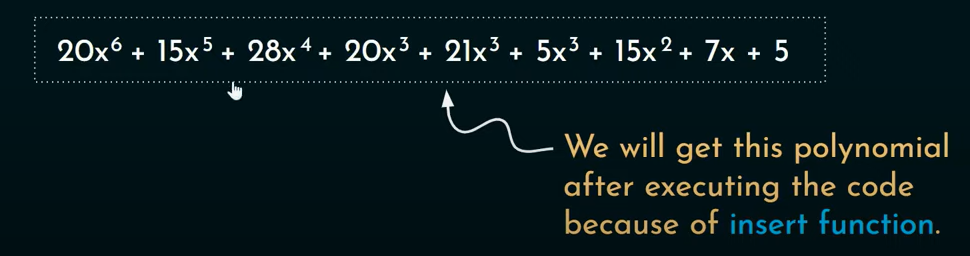 20x⁶ + 15x⁵ + 28x⁴ + 20x³ + 21x³ + 5x³ + 15x² + 7x + 5
We will get this polynomial
after executing the code
because of insert function.